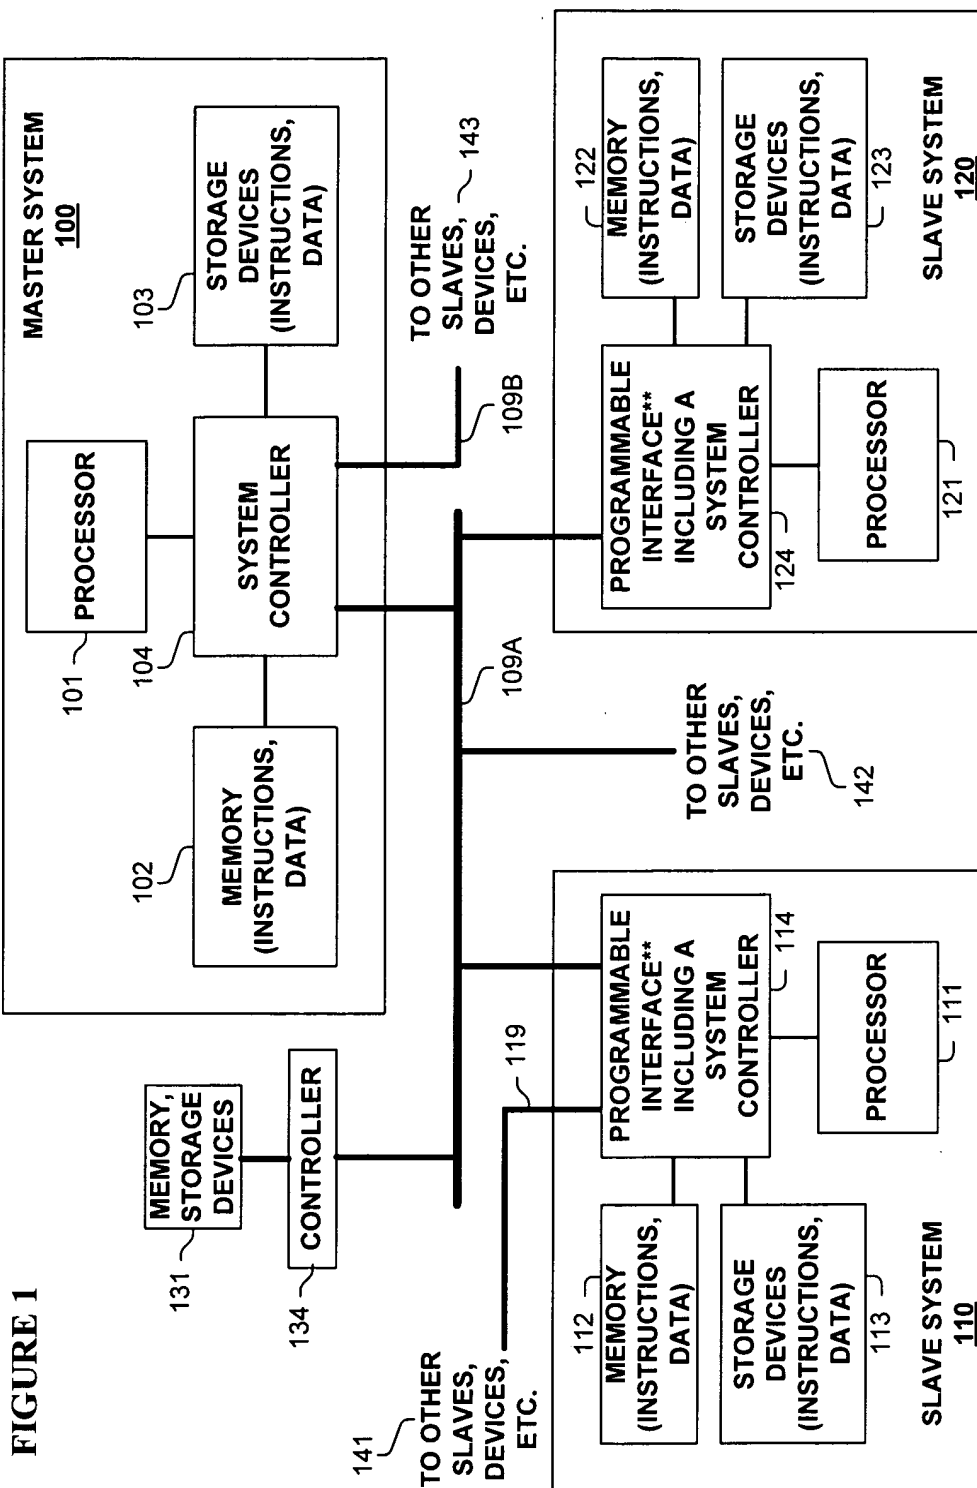 FIGURE 1
MASTER SYSTEM
100
PROCESSOR
101
104
102
MEMORY
(INSTRUCTIONS,
DATA)
SYSTEM
CONTROLLER
103
STORAGE
DEVICES
(INSTRUCTIONS,
DATA)
MEMORY,
STORAGE
DEVICES
131
CONTROLLER
134
109A
109B
TO OTHER
SLAVES,
DEVICES,
ETC.
143
141
TO OTHER
SLAVES,
DEVICES,
ETC.
119
TO OTHER
SLAVES,
DEVICES,
ETC.
142
112
MEMORY
(INSTRUCTIONS,
DATA)
STORAGE
DEVICES
(INSTRUCTIONS,
DATA)
113
PROGRAMMABLE
INTERFACE**
INCLUDING A
SYSTEM
CONTROLLER
114
PROCESSOR
111
SLAVE SYSTEM
110
PROGRAMMABLE
INTERFACE**
INCLUDING A
SYSTEM
CONTROLLER
124
PROCESSOR
121
122
MEMORY
(INSTRUCTIONS,
DATA)
STORAGE
DEVICES
(INSTRUCTIONS,
DATA)
123
SLAVE SYSTEM
120